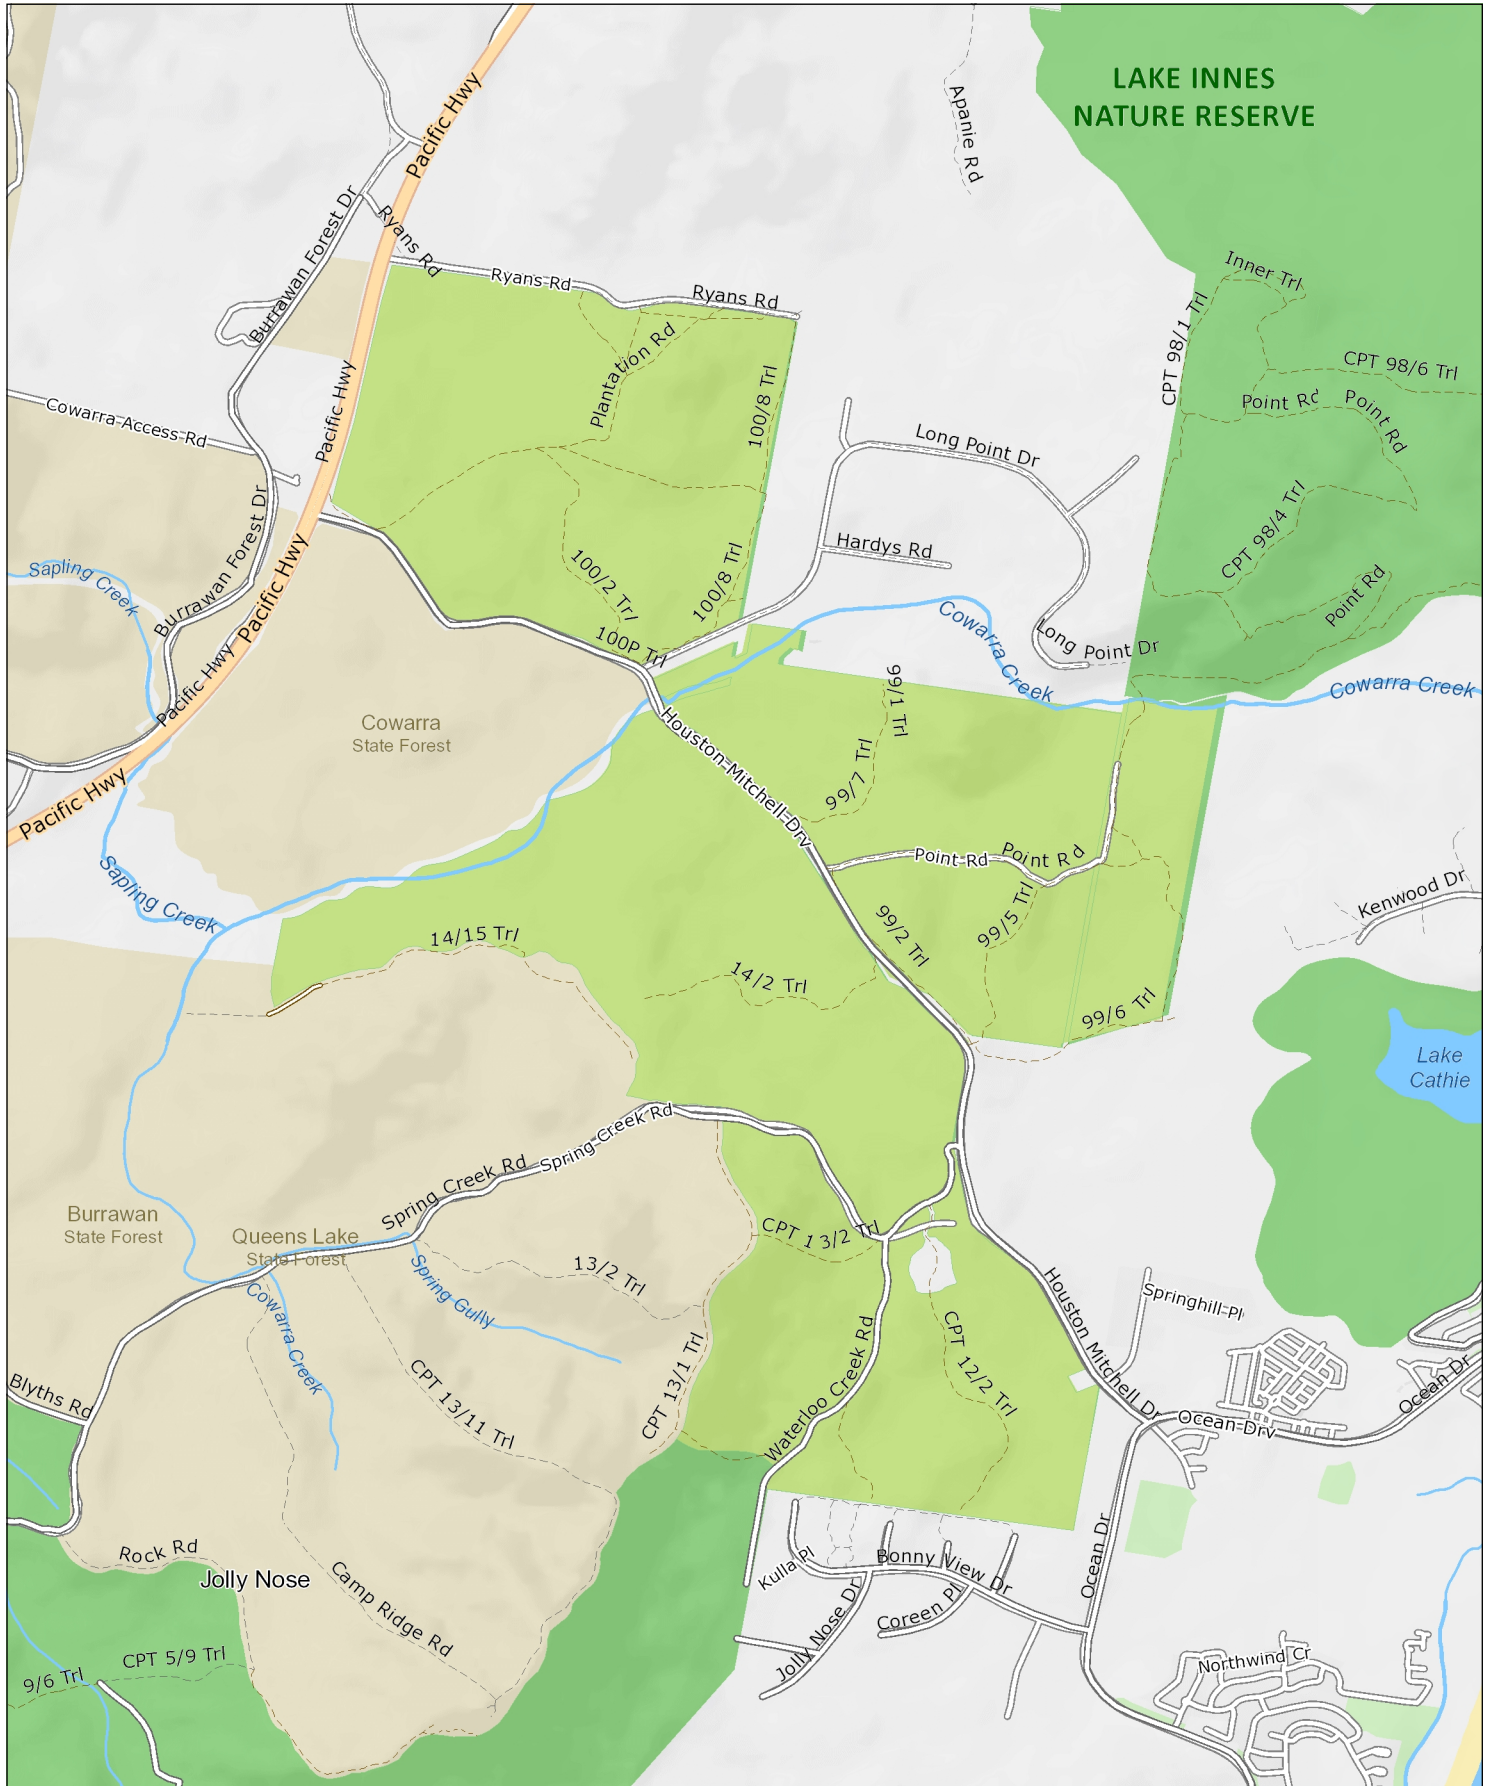 LAKE INNES
NATURE RESERVE
Pacific Hwy
Apanie Rd
Burrawan Forest Dr
Ryans Rd
Ryans Rd
Ryans Rd
Inner Trl
CPT 98/1 Trl
Plantation Rd
CPT 98/6 Trl
Pacific Hwy
100/8 Trl
Point Rd
Point Rd
Cowarra Access Rd
Long Point Dr
Burrawan Forest Dr
CPT 98/4 Trl
Hardys Rd
Pacific Hwy
Sapling Creek
100/2 Trl
100/8 Trl
Point Rd
Cowarra Creek
100P Trl
Long Point Dr
Pacific Hwy
Cowarra Creek
99/1 Trl
Cowarra
State Forest
Houston Mitchell Drv
99/7 Trl
Pacific Hwy
Point Rd
Point Rd
Sapling Creek
Kenwood Dr
99/5 Trl
99/2 Trl
14/15 Trl
14/2 Trl
99/6 Trl
Lake
Cathie
Spring Creek Rd
Spring Creek Rd
Burrawan
State Forest
Queens Lake
State Forest
CPT 13/2 Trl
13/2 Trl
Spring Gully
Cowarra Creek
Houston Mitchell Dr
Springhill Pl
CPT 12/2 Trl
Waterloo Creek Rd
CPT 13/1 Trl
CPT 13/11 Trl
Blyths Rd
Ocean Dr
Ocean Drv
Rock Rd
Jolly Nose
Camp Ridge Rd
Kulla Pl
Bonny View Dr
Ocean Dr
Coreen Pl
Jolly Nose Dr
CPT 5/9 Trl
9/6 Trl
Northwind Cr